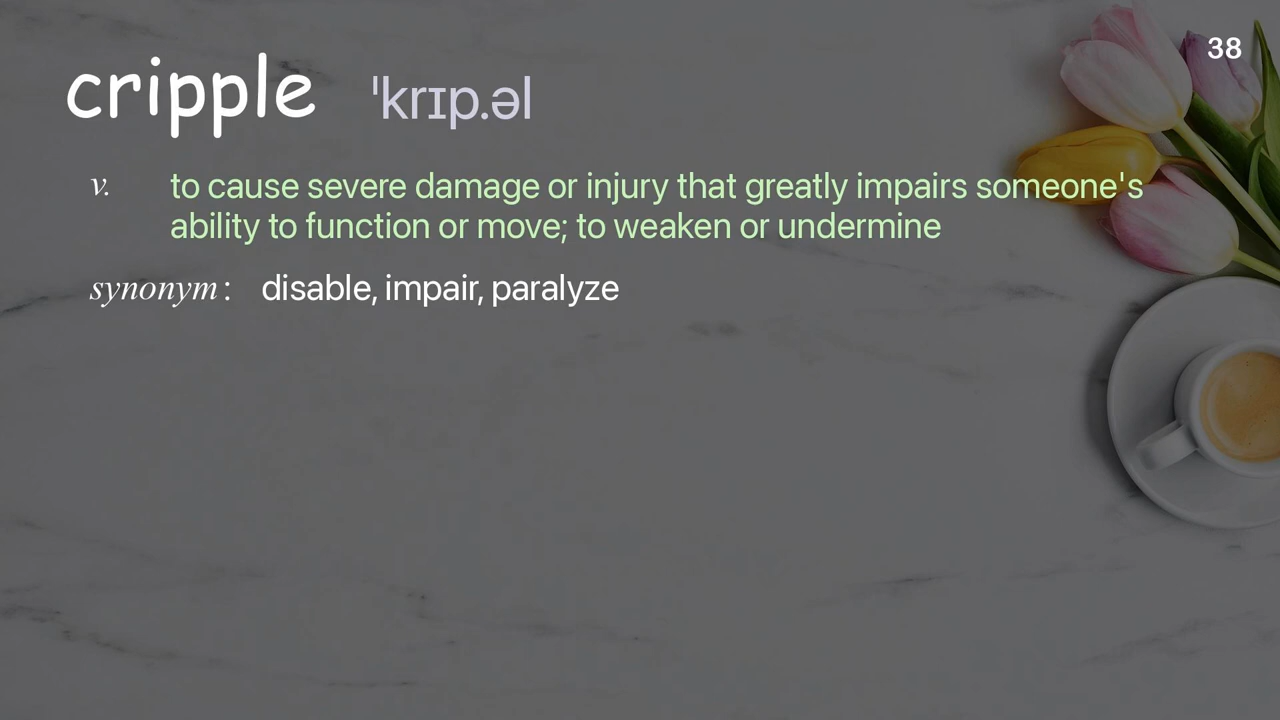 38
cripple ˈkrɪp.əl
v. to cause severe damage or injury that greatly impairs someone's
ability to function or move; to weaken or undermine
synonym : disable, impair, paralyze